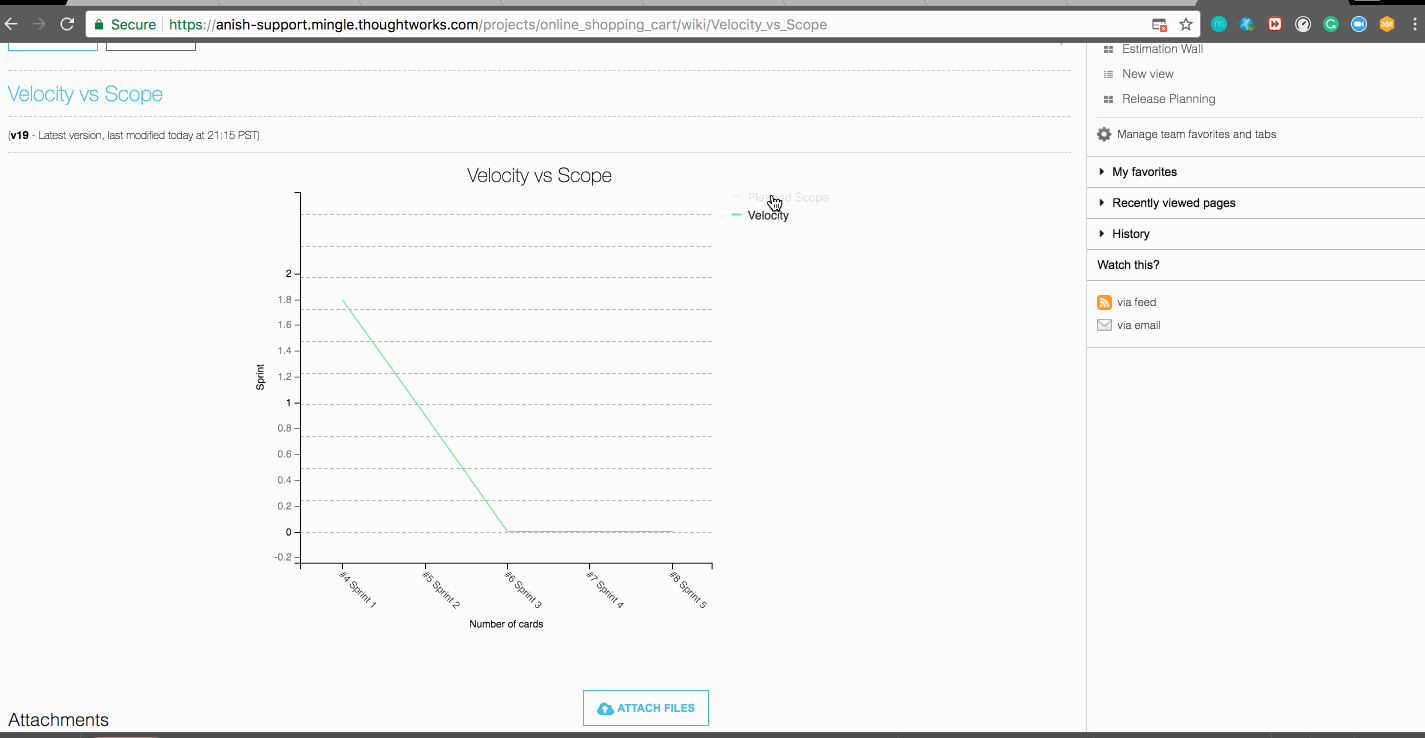 Secure https://anish-support.mingle.thoughtworks.com/projects/online_shopping_cart/wiki/Velocity_vs_Scope
360
Velocity vs Scope
(v19 - Latest version, last modified today at 21:15 PST)
Velocity vs Scope
Scope
Velocity
2
1.8
1.6
1.4
1.2
1
0.8
0.6
0.4
0.2
0
-0.2
Sprint
#4 Sprint 1
#5 Sprint 2
#6 Sprint 3
#7 Sprint 4
#8 Sprint 5
Number of cards
Attachments
ATTACH FILES
Estimation Wall
New view
Release Planning
Manage team favorites and tabs
My favorites
Recently viewed pages
History
Watch this?
via feed
via email